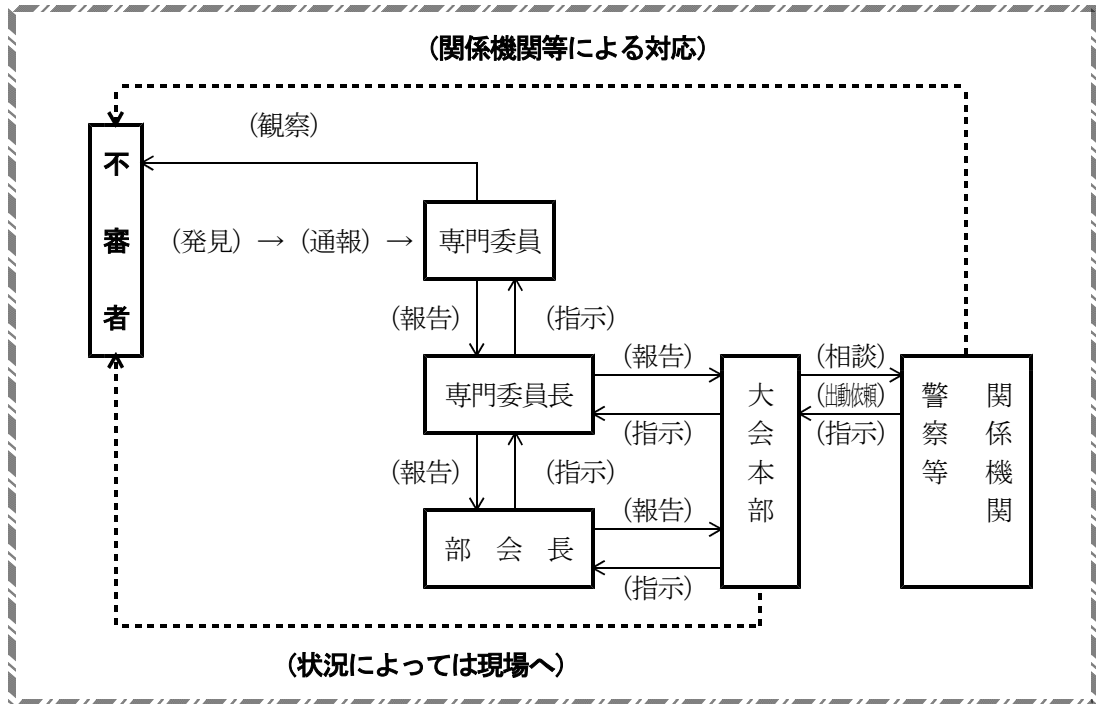 (関係機関等による対応)
(観察)
不審者
(発見) → (通報) →
専門委員
(報告)
(指示)
専門委員長
(報告)
(指示)
(報告)
(指示)
部　会　長
(報告)
(指示)
大会本部
(相談)
(出動依頼)
(指示)
関係機関
警察等
(状況によっては現場へ)